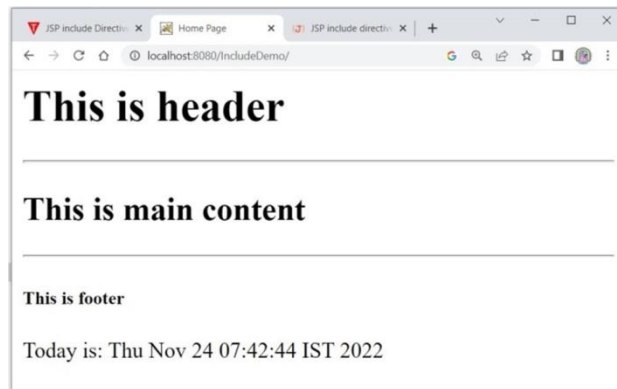 JSP include Directiv
Home Page
JSP include directiv
localhost:8080/IncludeDemo/
This is header
This is main content
This is footer
Today is: Thu Nov 24 07:42:44 IST 2022